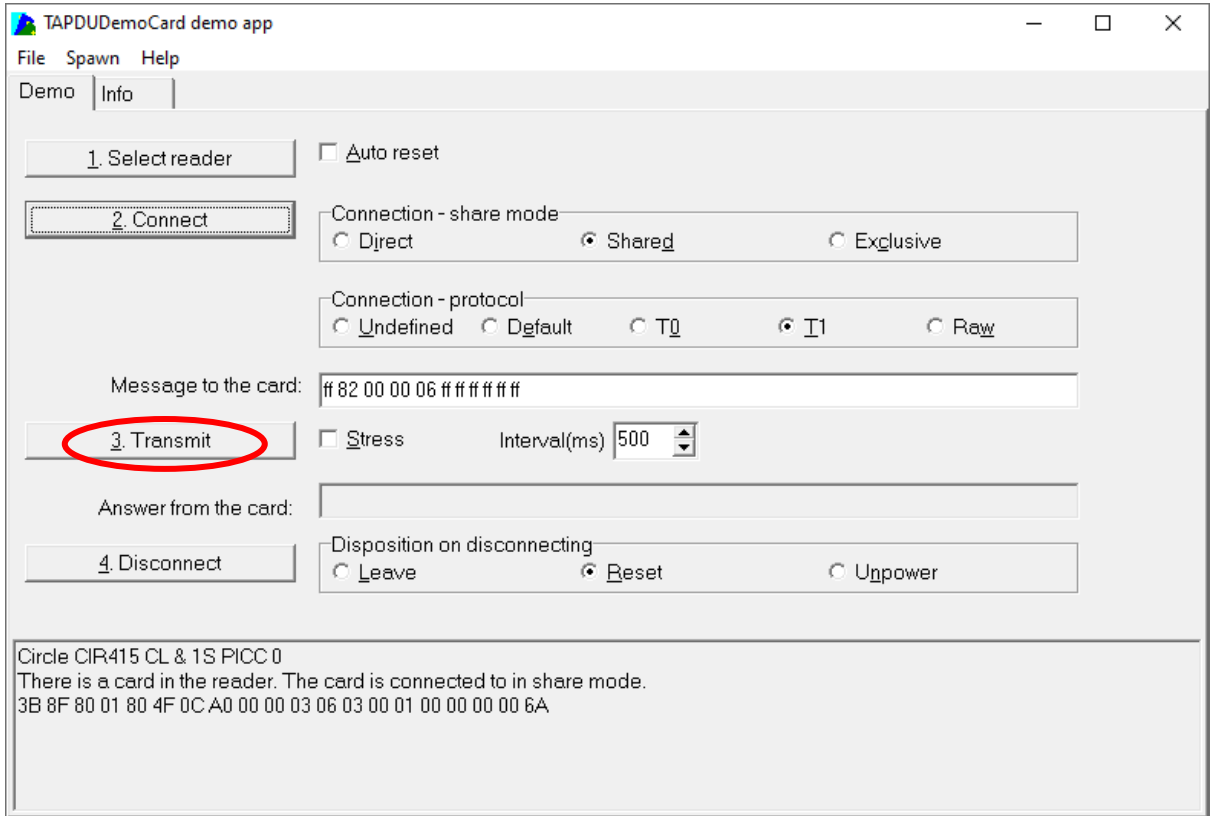 TAPDUDemoCard demo app
File Spawn Help
Demo Info
1. Select reader Auto reset
2. Connect
Connection - share mode
Direct Shared Exclusive
Connection - protocol
Undefined Default T0 T1 Raw
Message to the card: ff 82 00 00 06 ff ff ff ff ff ff
3. Transmit Stress Interval(ms) 500
Answer from the card:
4. Disconnect
Disposition on disconnecting
Leave Reset Unpower
Circle CIR415 CL & 1S PICC 0
There is a card in the reader. The card is connected to in share mode.
3B 8F 80 01 80 4F 0C A0 00 00 03 06 03 00 01 00 00 00 00 6A